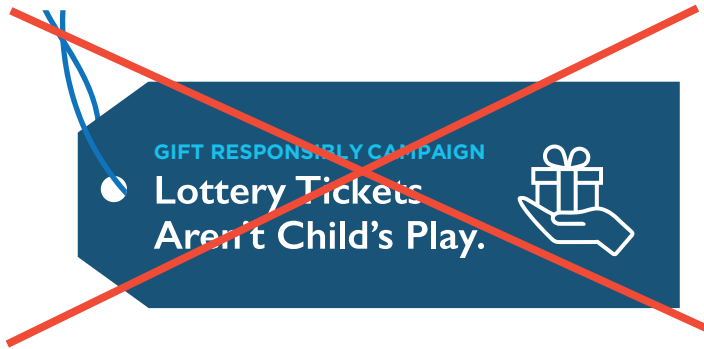 GIFT RESPONSIBLY CAMPAIGN
Lottery Tickets
Aren't Child's Play.